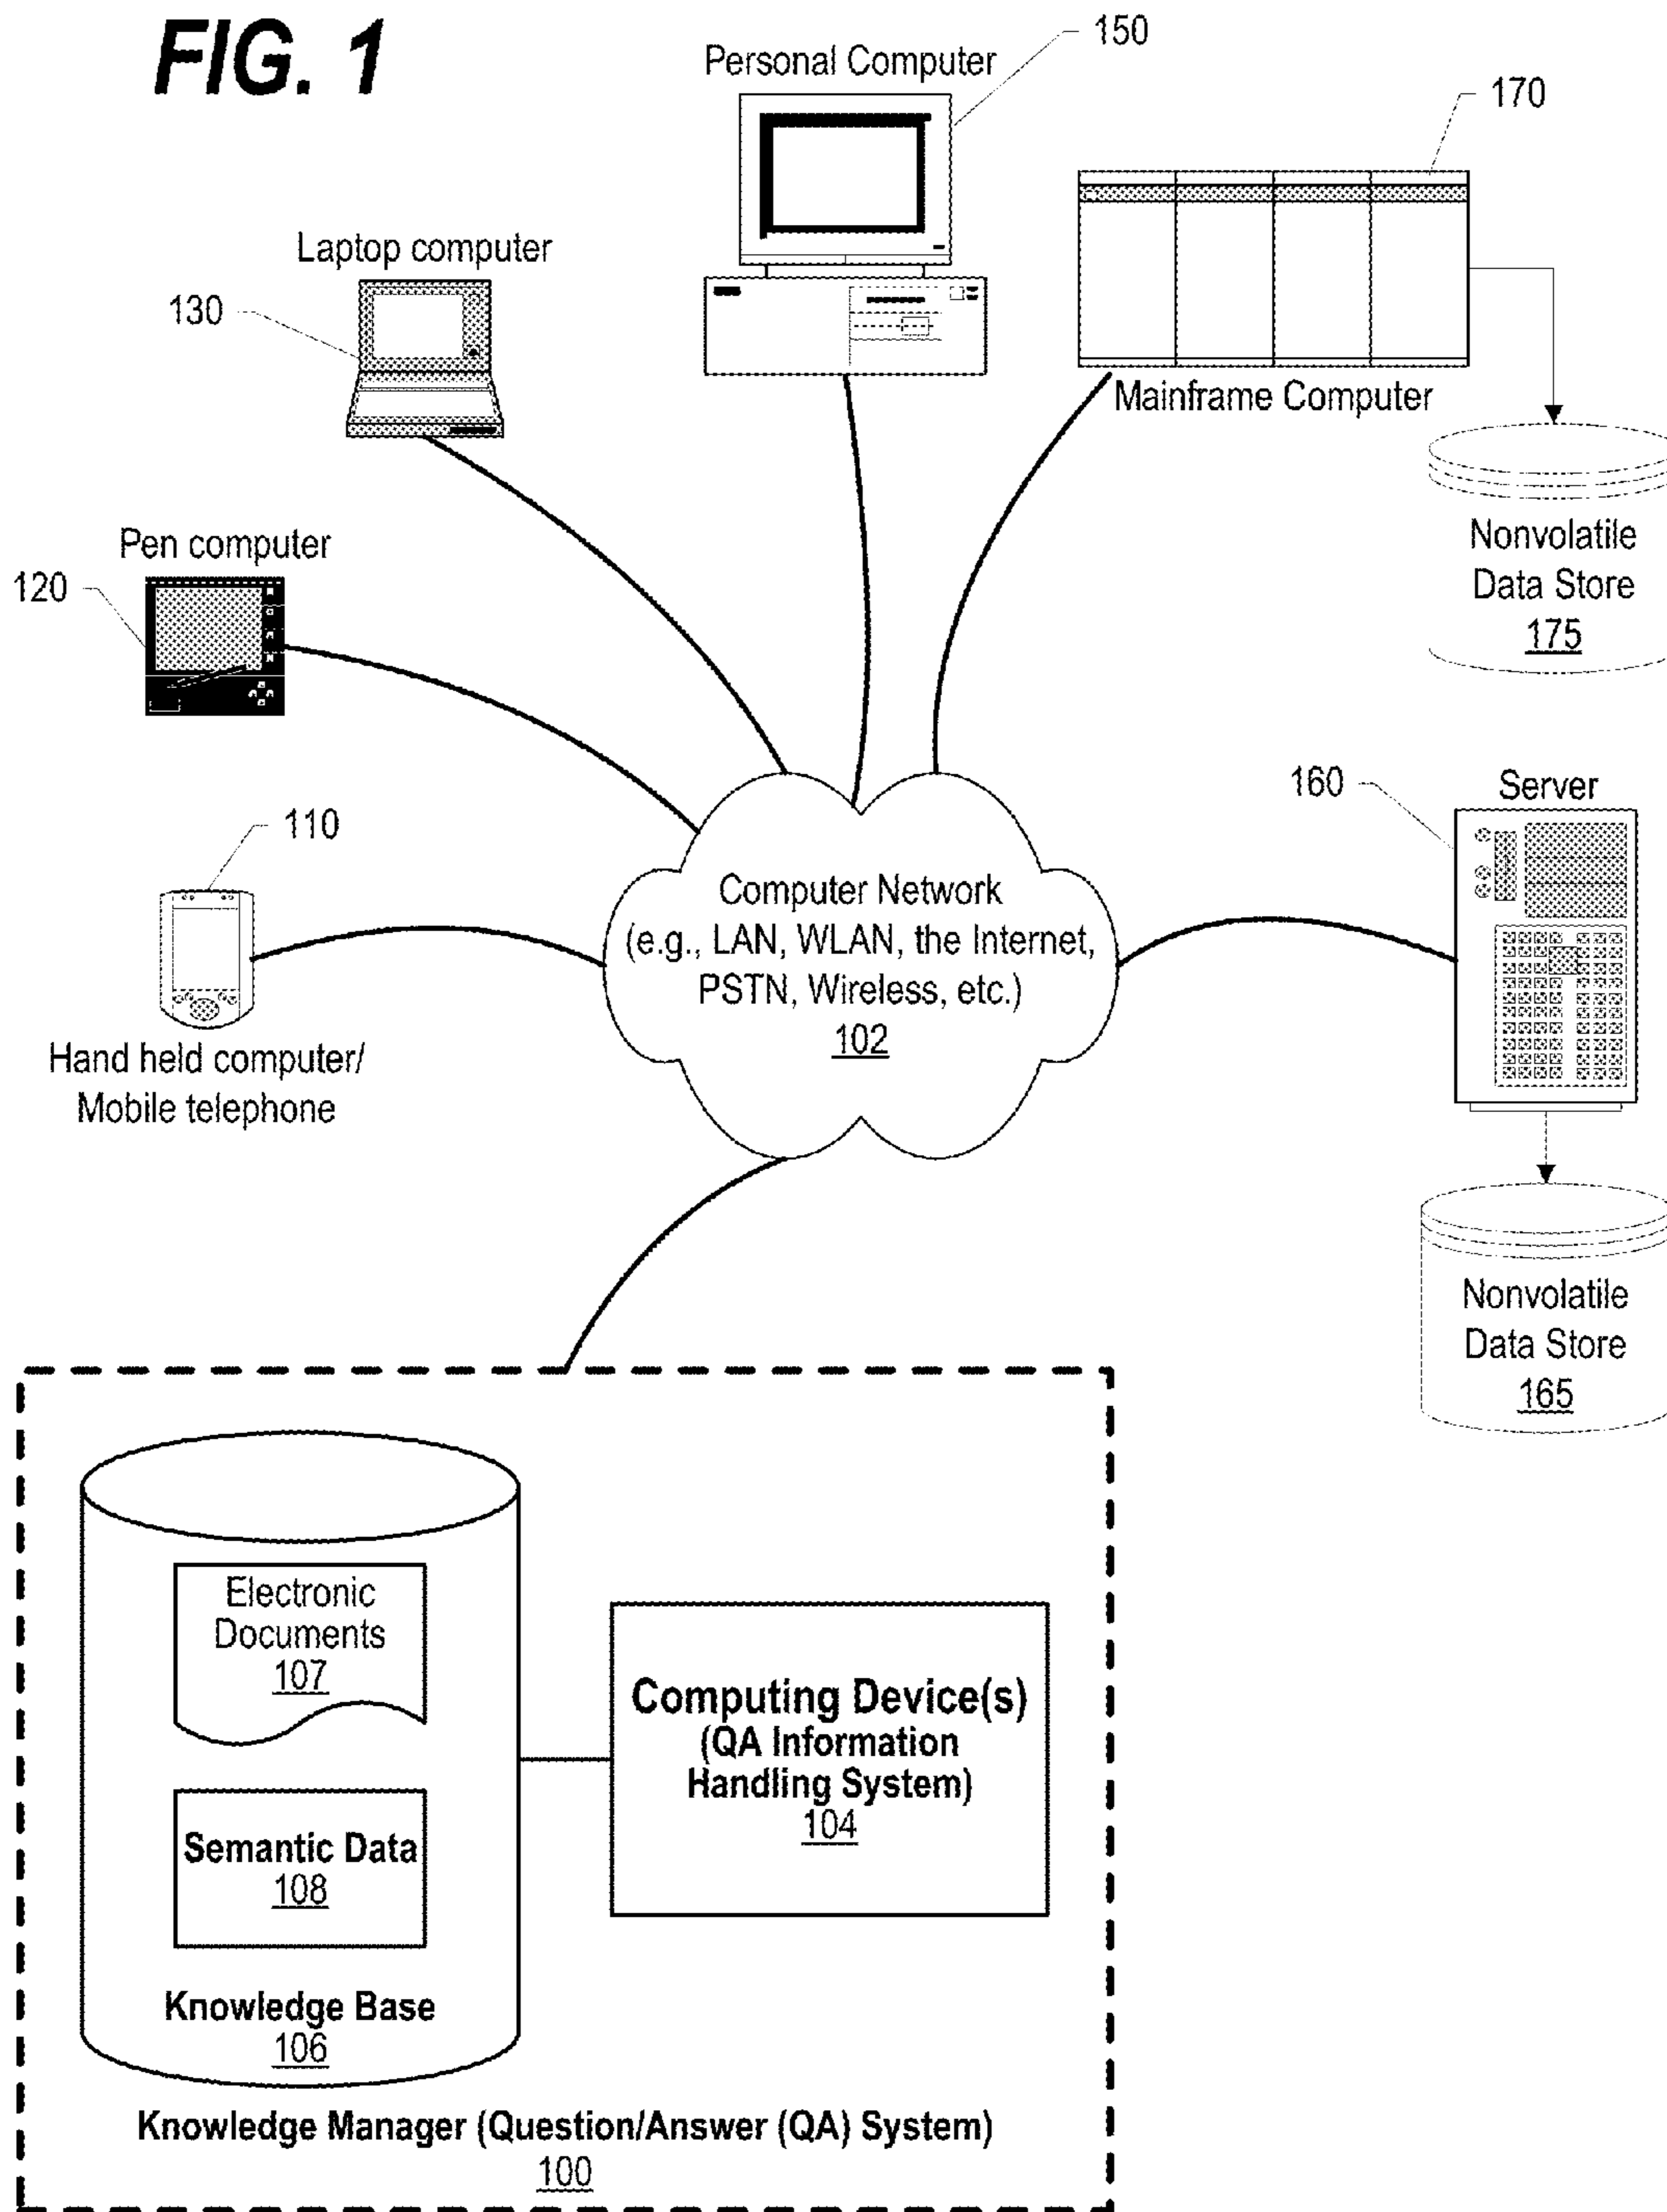 FIG. 1
Personal Computer
150
170
Laptop computer
130
Mainframe Computer
Nonvolatile
Data Store
175
Pen computer
120
160
Server
110
Hand held computer/
Mobile telephone
Computer Network
(e.g., LAN, WLAN, the Internet,
PSTN, Wireless, etc.)
102
Nonvolatile
Data Store
165
Electronic
Documents
107
Semantic Data
108
Knowledge Base
106
Computing Device(s)
(QA Information
Handling System)
104
Knowledge Manager (Question/Answer (QA) System)
100